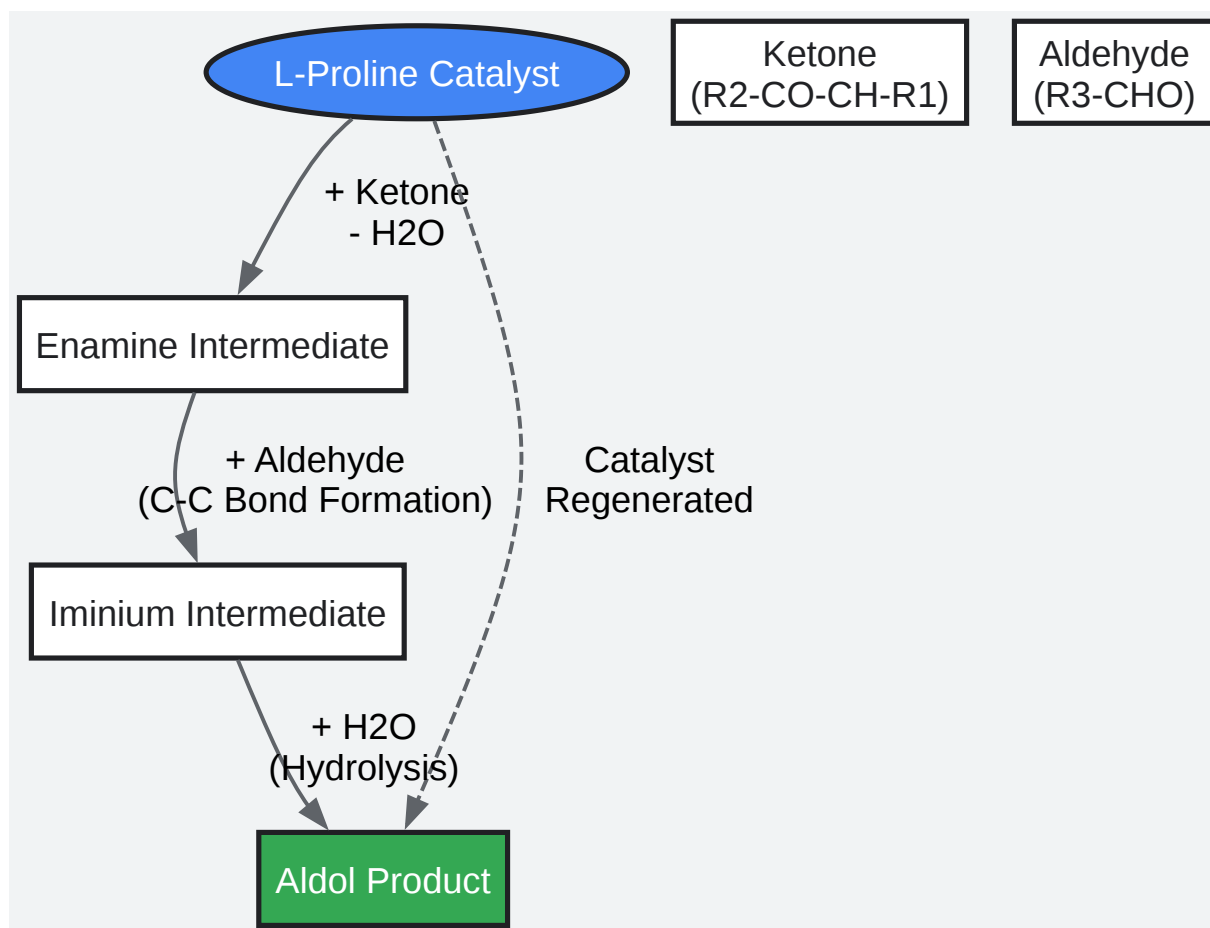 L-Proline Catalyst
Ketone
(R2-CO-CH-R1)
Aldehyde
(R3-CHO)
+ Ketone
- H2O
Enamine Intermediate
+ Aldehyde
(C-C Bond Formation)
Catalyst
Regenerated
Iminium Intermediate
+ H2O
(Hydrolysis)
Aldol Product